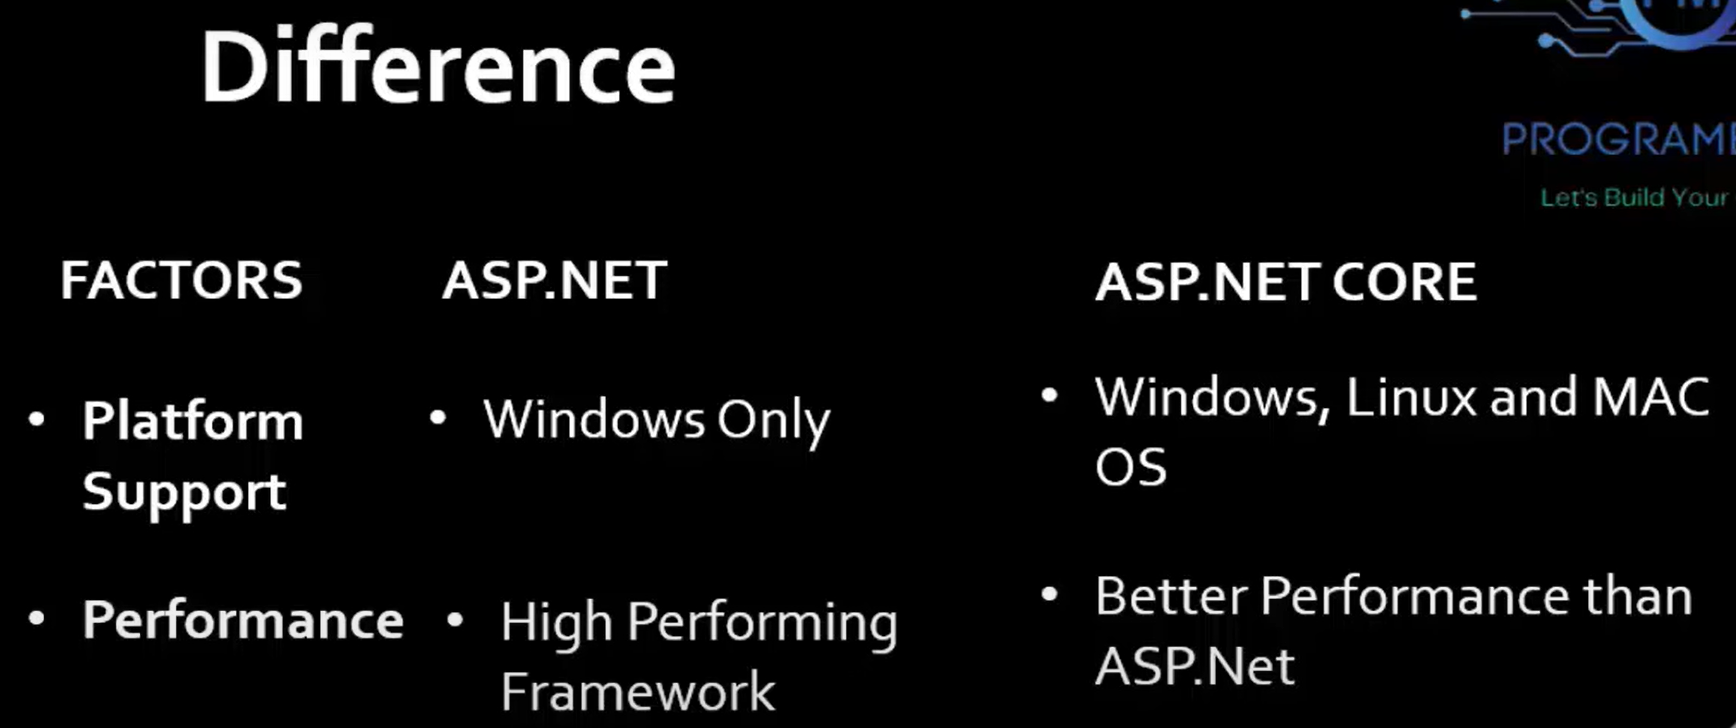 Difference
PROGRAM
Let's Build Your
FACTORS
ASP.NET
ASP.NET CORE
• Platform
Support
• Windows Only
• Windows, Linux and MAC
OS
• Performance
• High Performing
Framework
• Better Performance than
ASP.Net